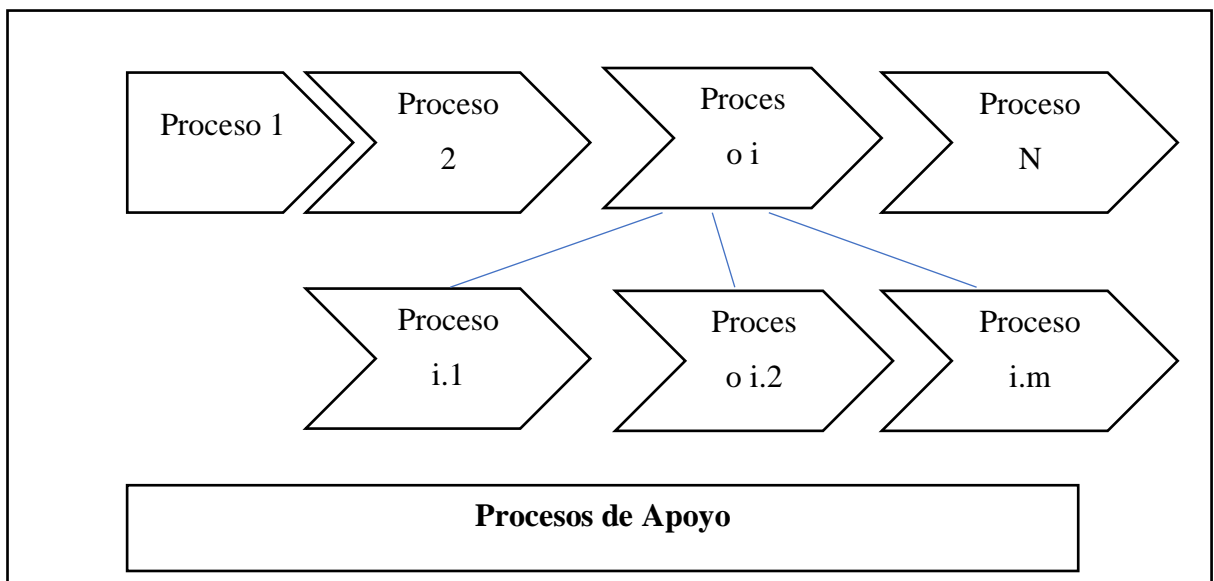 Proceso 1
Proceso
2
Proces
o i
Proceso
N
Proceso
i.1
Proces
o i.2
Proceso
i.m
Procesos de Apoyo